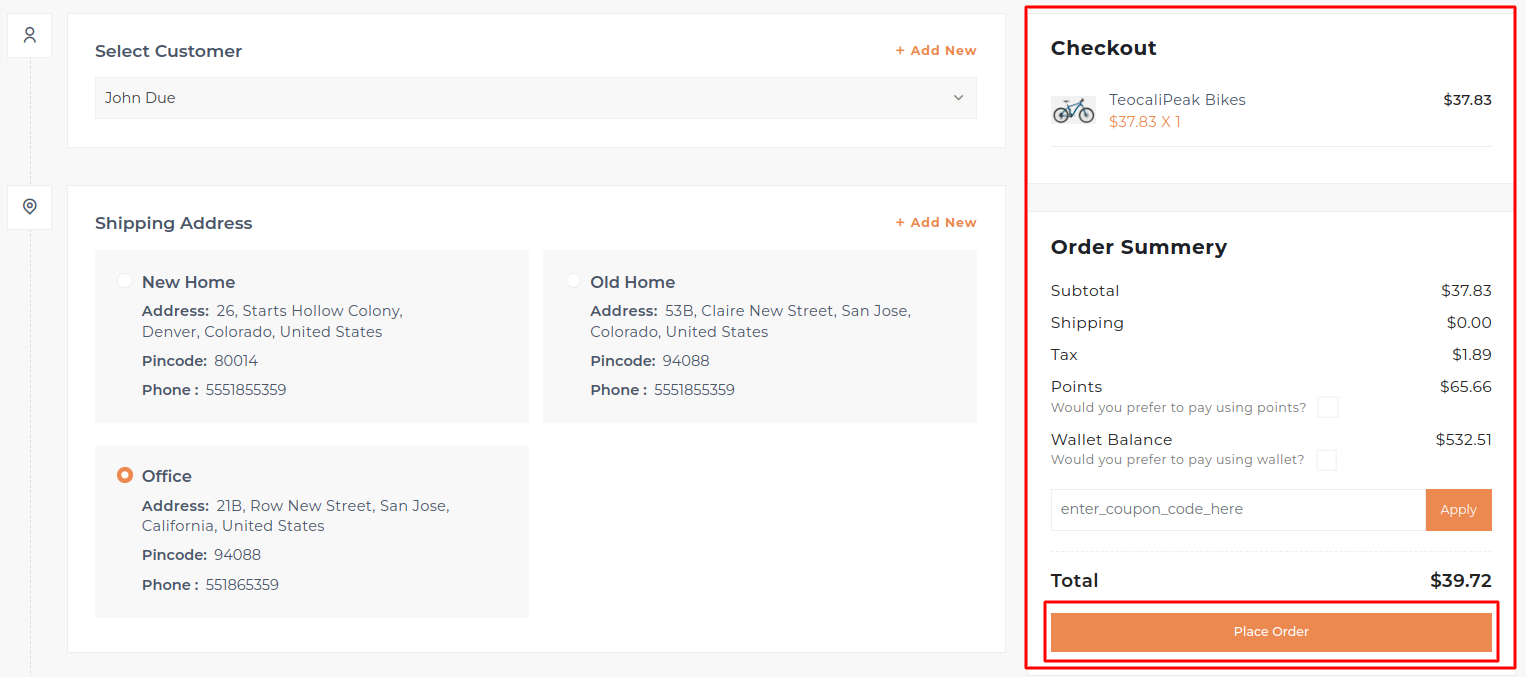 Select Customer
+ Add New
John Due
Shipping Address
+ Add New
New Home
Address: 26, Starts Hollow Colony,
Denver, Colorado, United States
Pincode: 80014
Phone : 5551855359
Old Home
Address: 53B, Claire New Street, San Jose,
Colorado, United States
Pincode: 94088
Phone : 5551855359
Office
Address: 21B, Row New Street, San Jose,
California, United States
Pincode: 94088
Phone : 551865359
Checkout
TeocaliPeak Bikes $37.83
$37.83 X 1
Order Summery
Subtotal $37.83
Shipping $0.00
Tax $1.89
Points $65.66
Would you prefer to pay using points?
Wallet Balance $532.51
Would you prefer to pay using wallet?
enter_coupon_code_here Apply
Total $39.72
Place Order